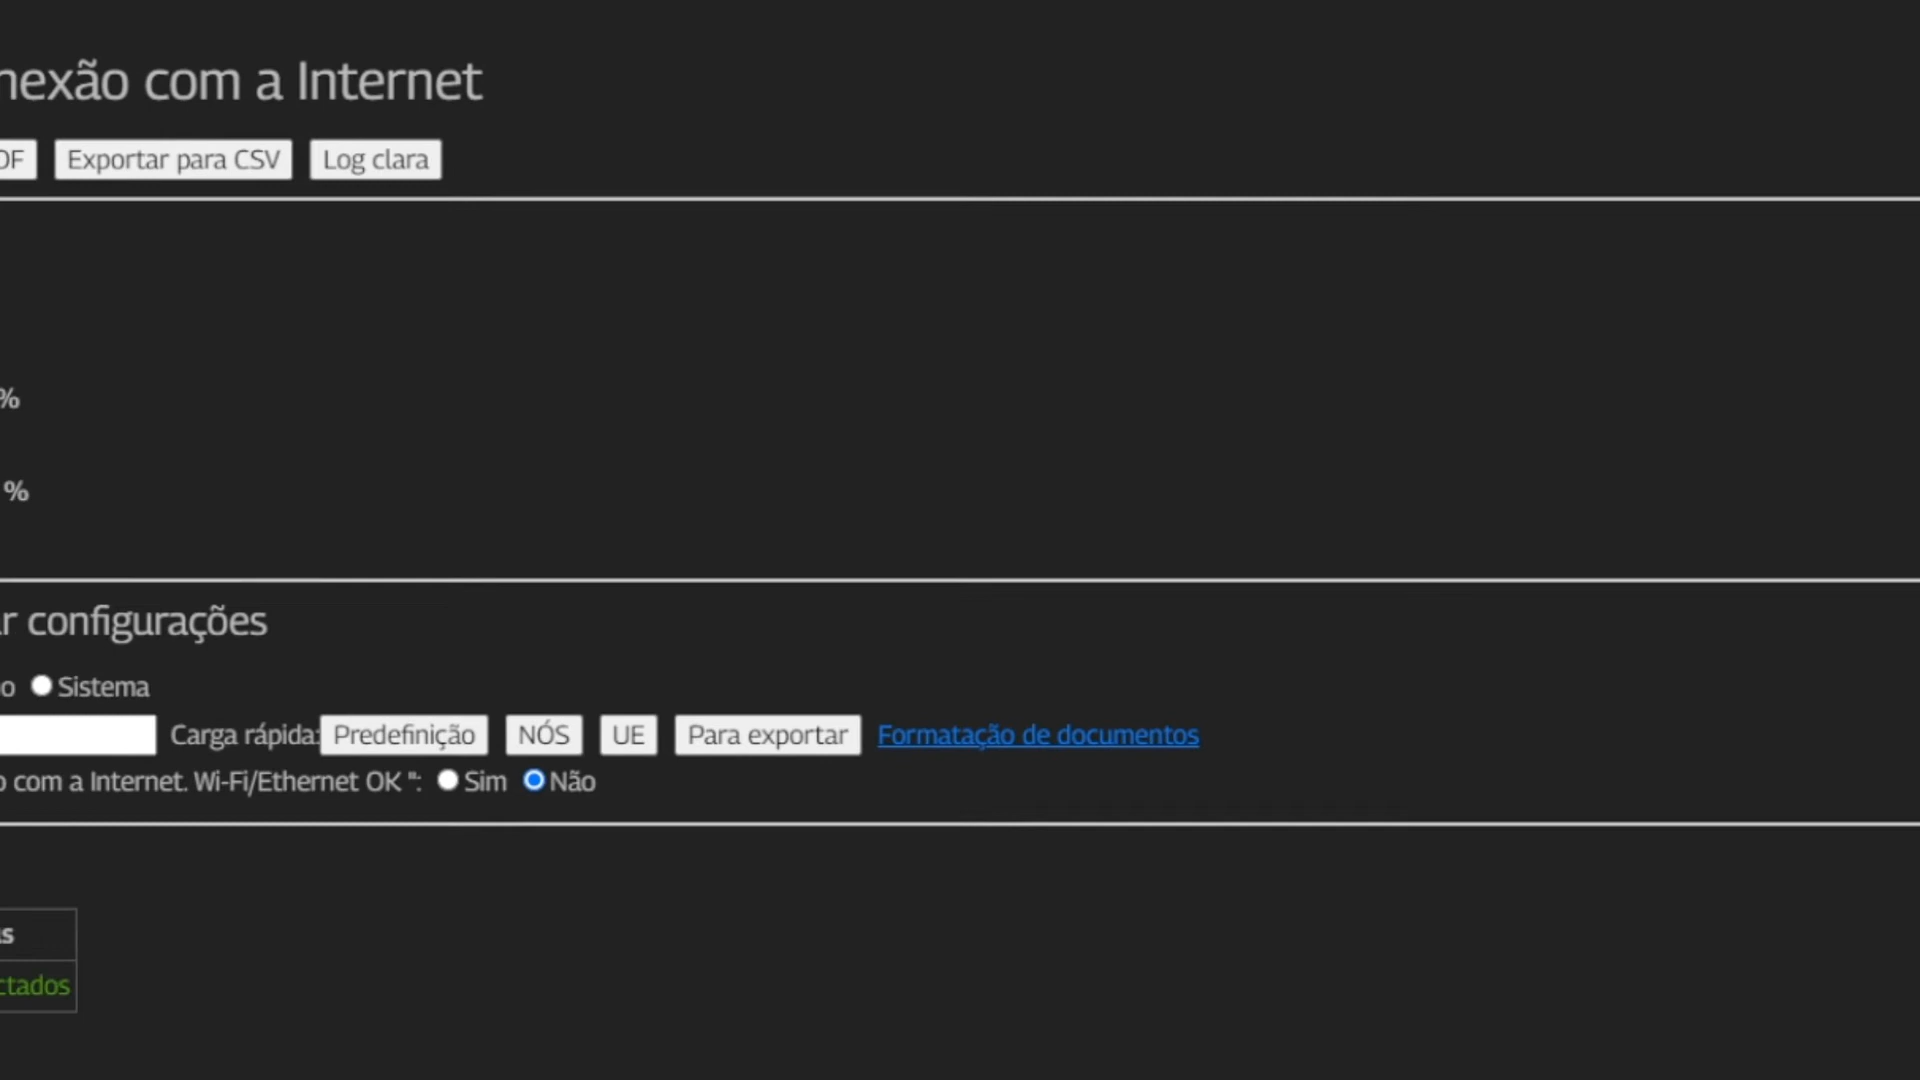 nexão com a Internet
DF Exportar para CSV Log clara
%
%
r configurações
o Sistema
Carga rápida: Predefinição NÓS UE Para exportar Formatação de documentos
o com a Internet. Wi-Fi/Ethernet OK ": Sim Não
s
ctados